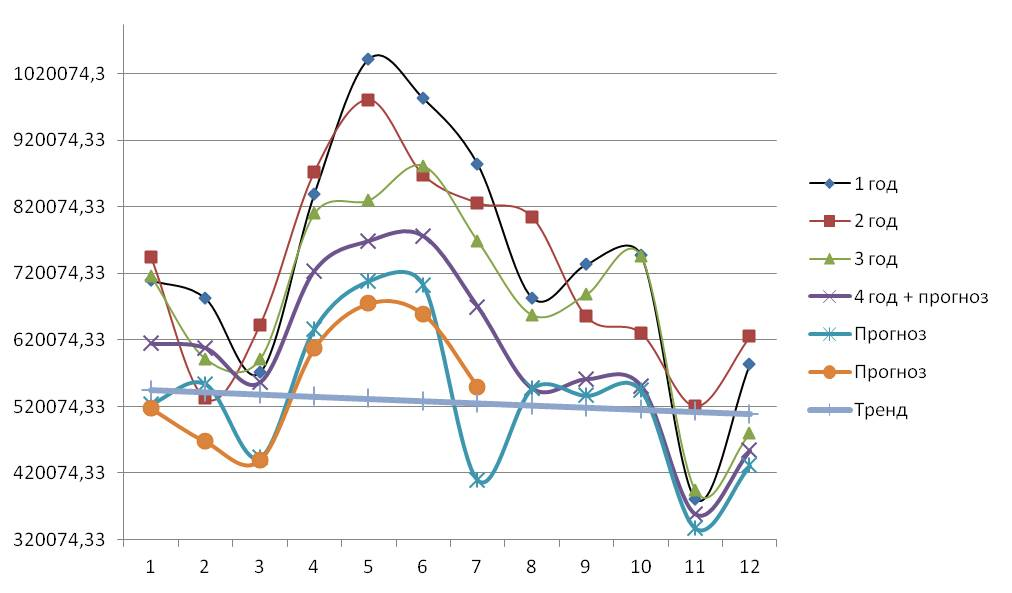 1020074,3
920074,33
820074,33
720074,33
620074,33
520074,33
420074,33
320074,33
1 2 3 4 5 6 7 8 9 10 11 12
1 год
2 год
3 год
4 год + прогноз
Прогноз
Прогноз
Тренд